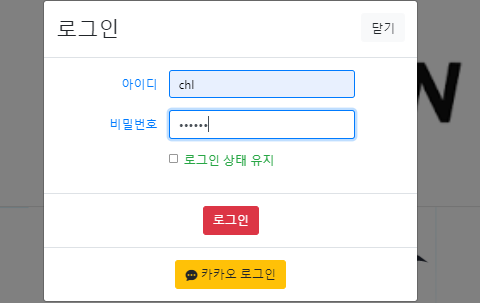 로그인
닫기
아이디 chl
비밀번호 ••••••
로그인 상태 유지
로그인
카카오 로그인